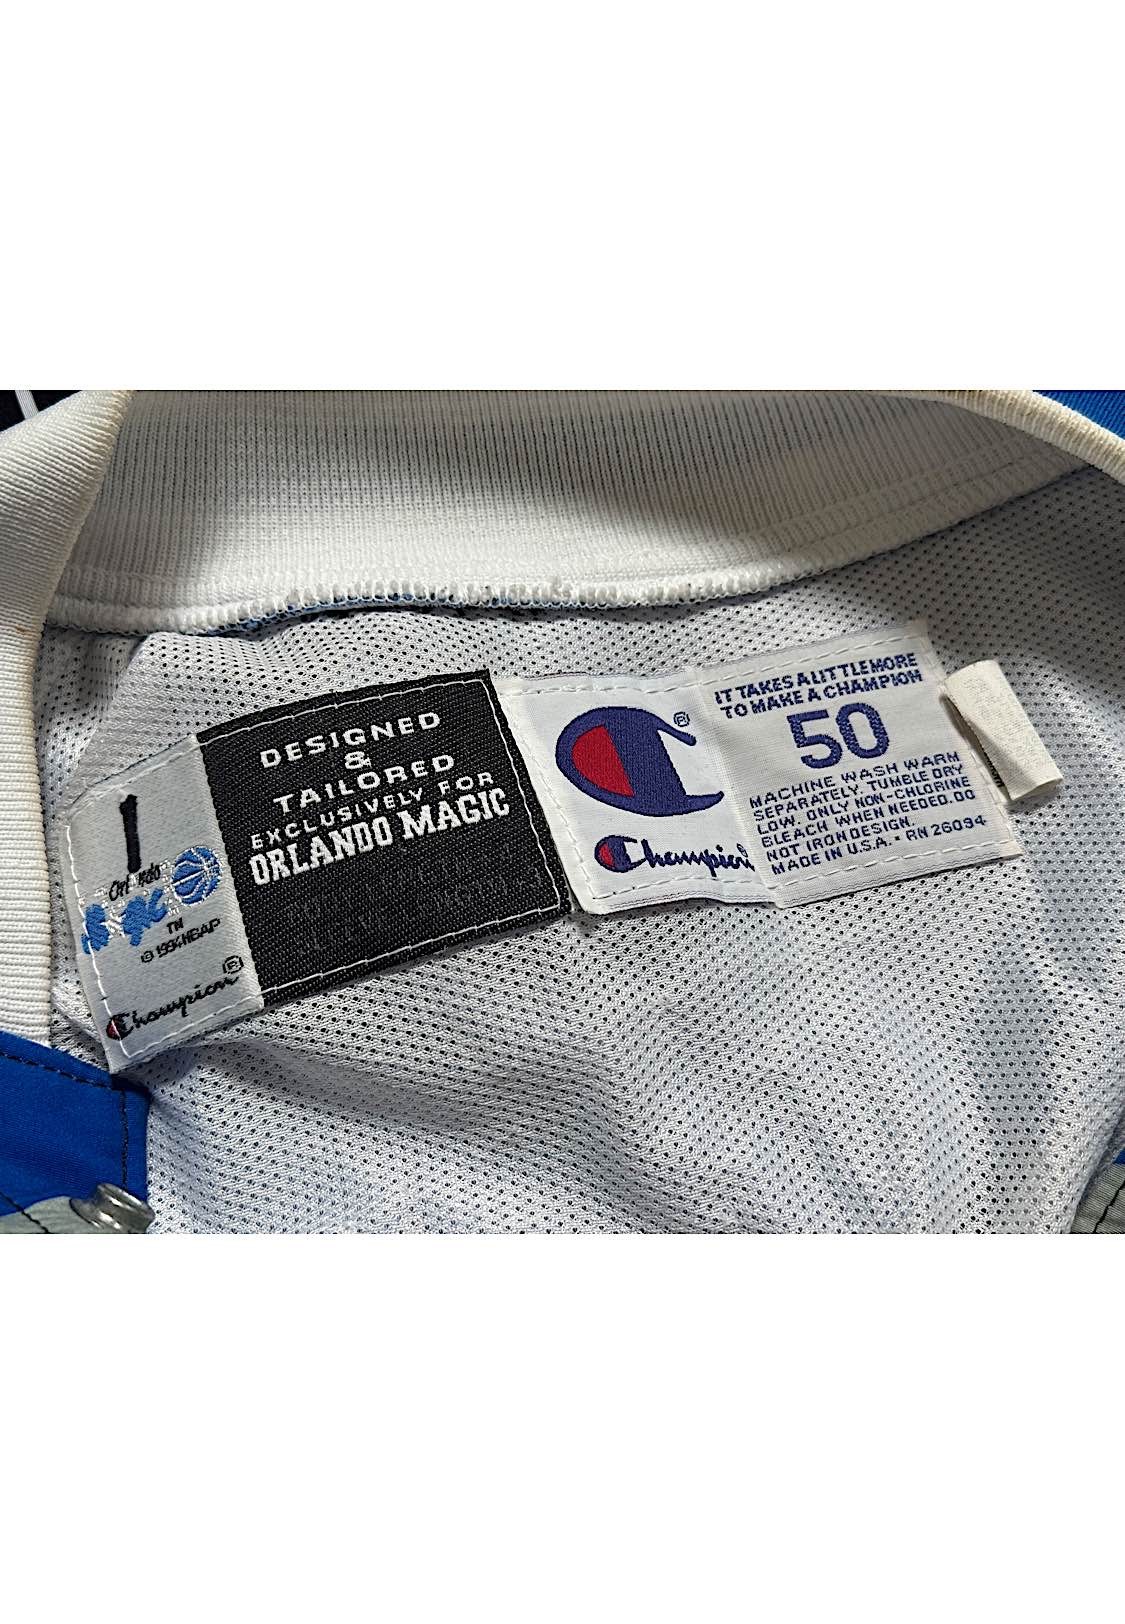 1
Orlando
Magic
TM
Champion®
DESIGNED
&
TAILORED
EXCLUSIVELY FOR
ORLANDO MAGIC
®
Champion
IT TAKES A LITTLE MORE
TO MAKE A CHAMPION
50
MACHINE WASH WARM
SEPARATELY. TUMBLE DRY
LOW. ONLY NON-CHLORINE
BLEACH WHEN NEEDED. DO
NOT IRON DESIGN.
MADE IN U.S.A. • RN 26094